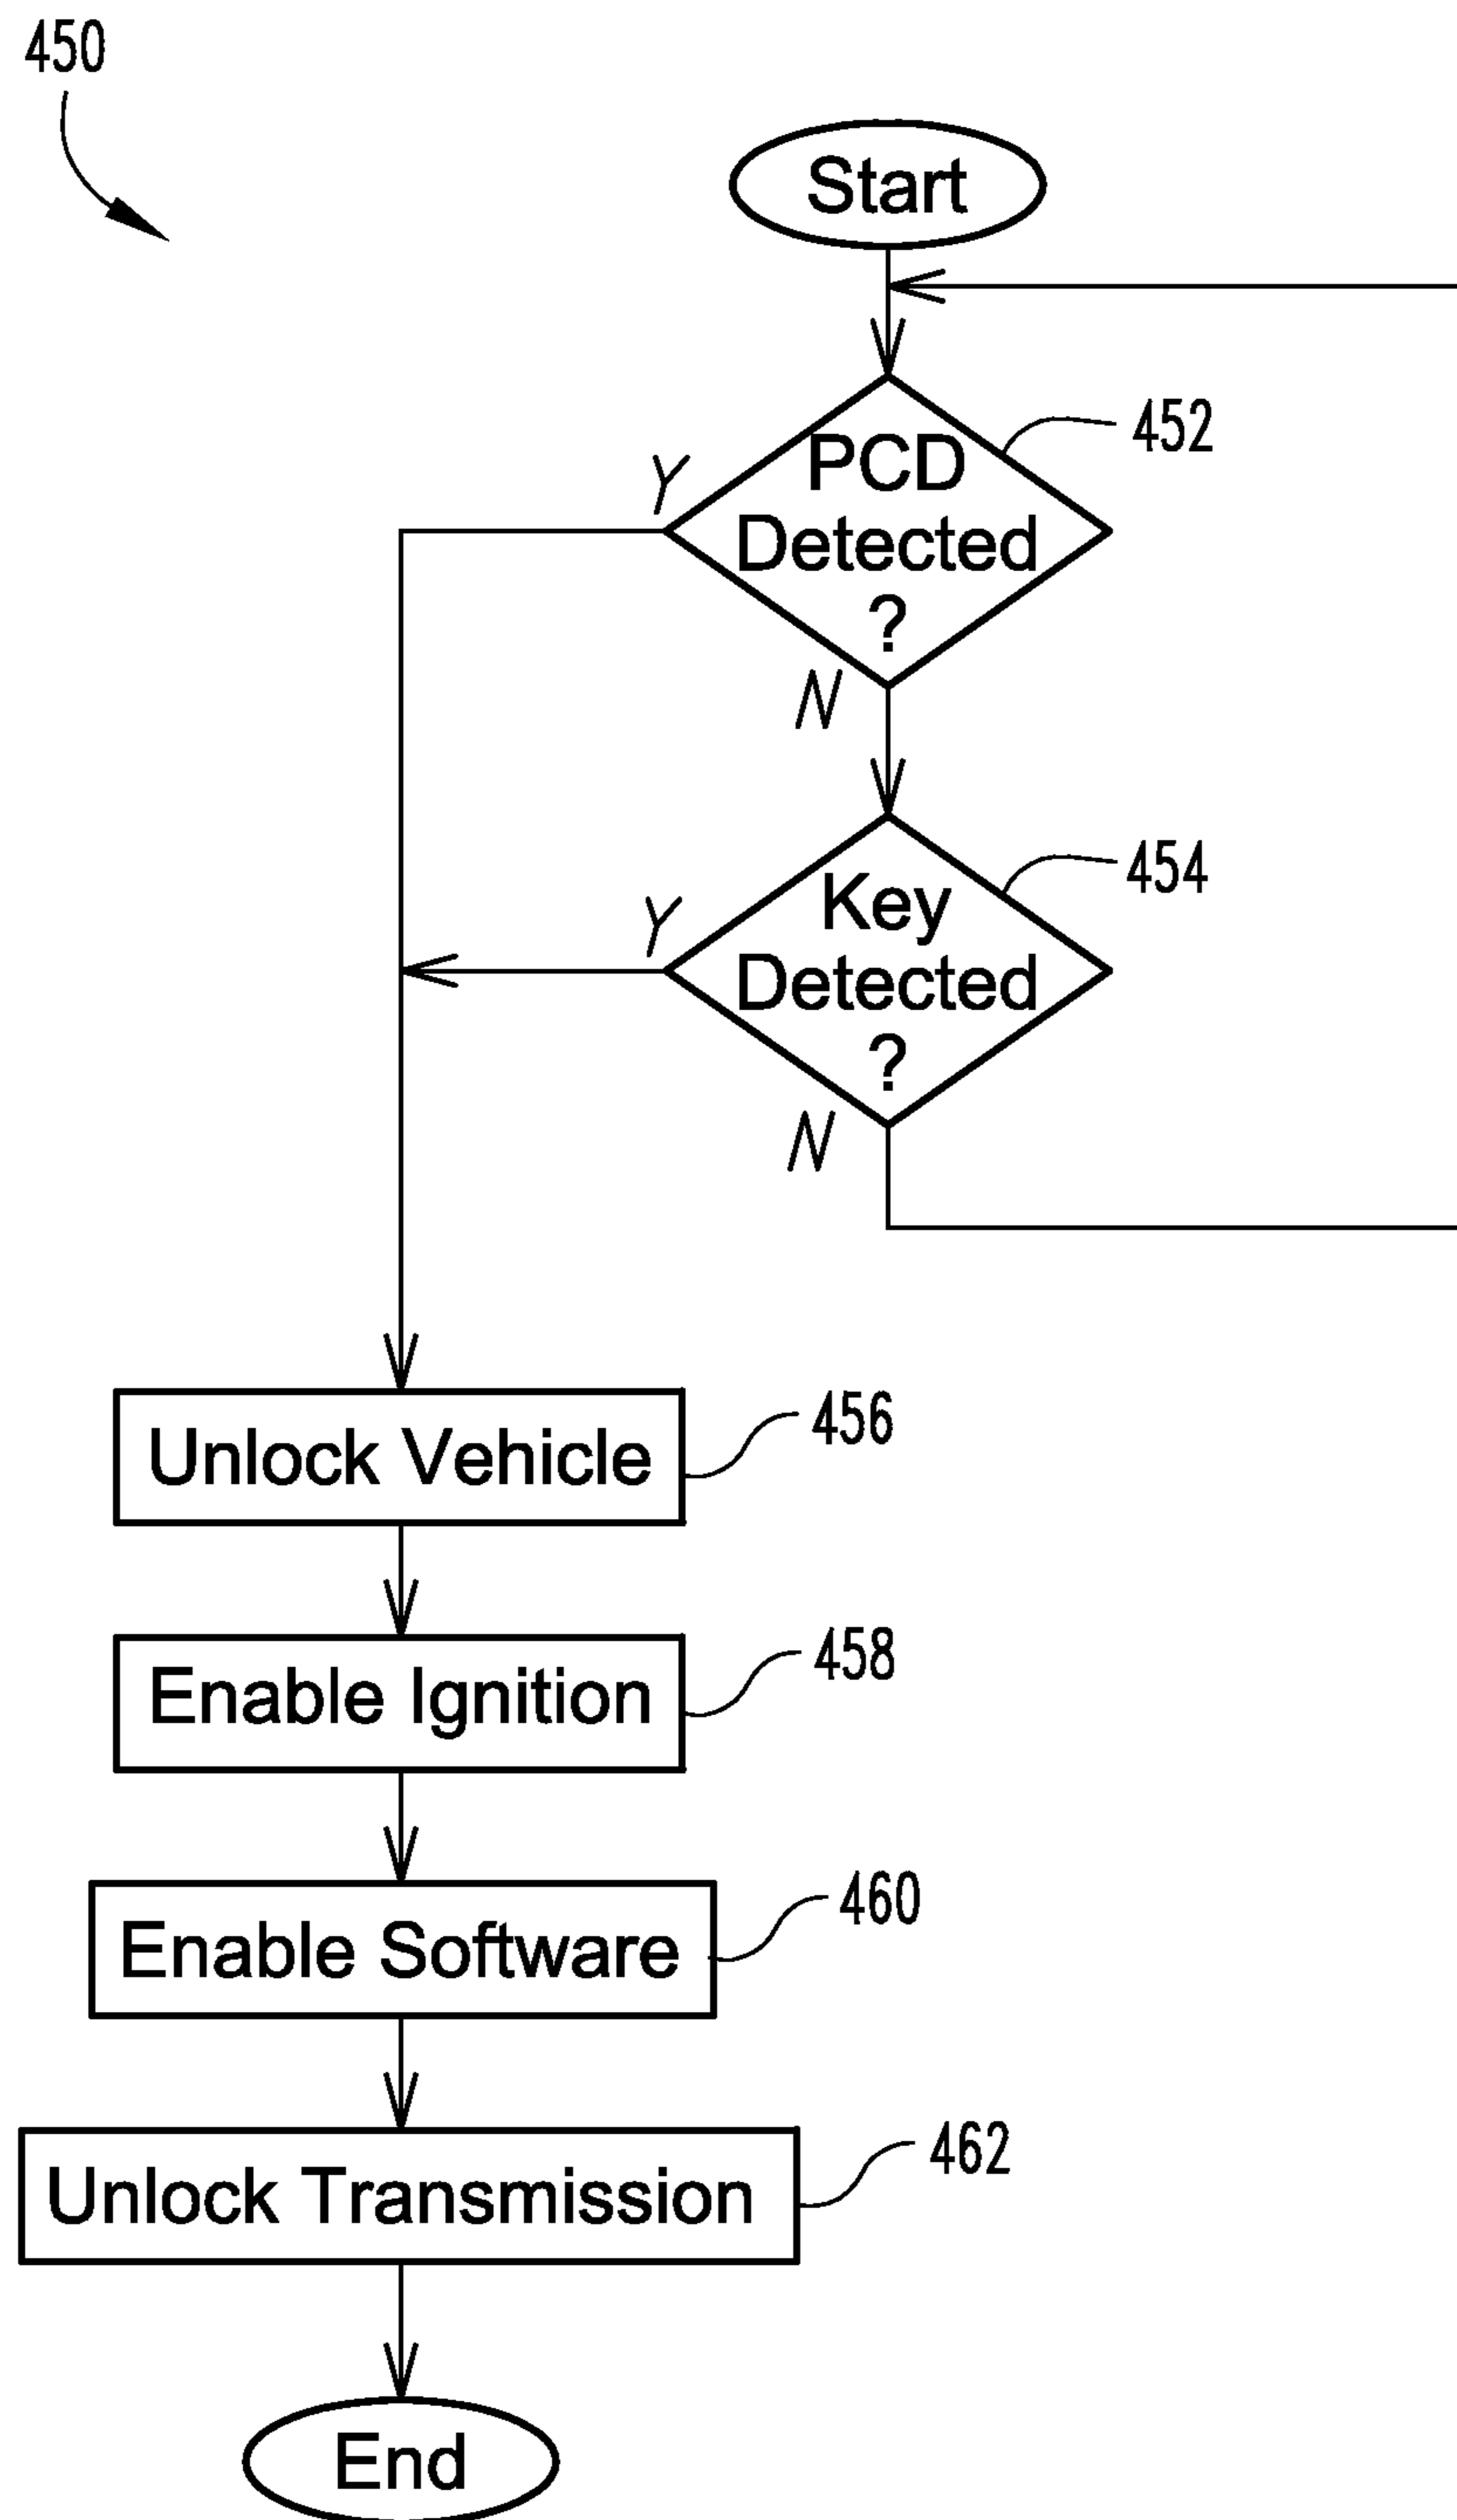 450
Start
452
PCD
Detected
?
Y
N
454
Key
Detected
?
Y
N
Unlock Vehicle
456
Enable Ignition
458
Enable Software
460
Unlock Transmission
462
End